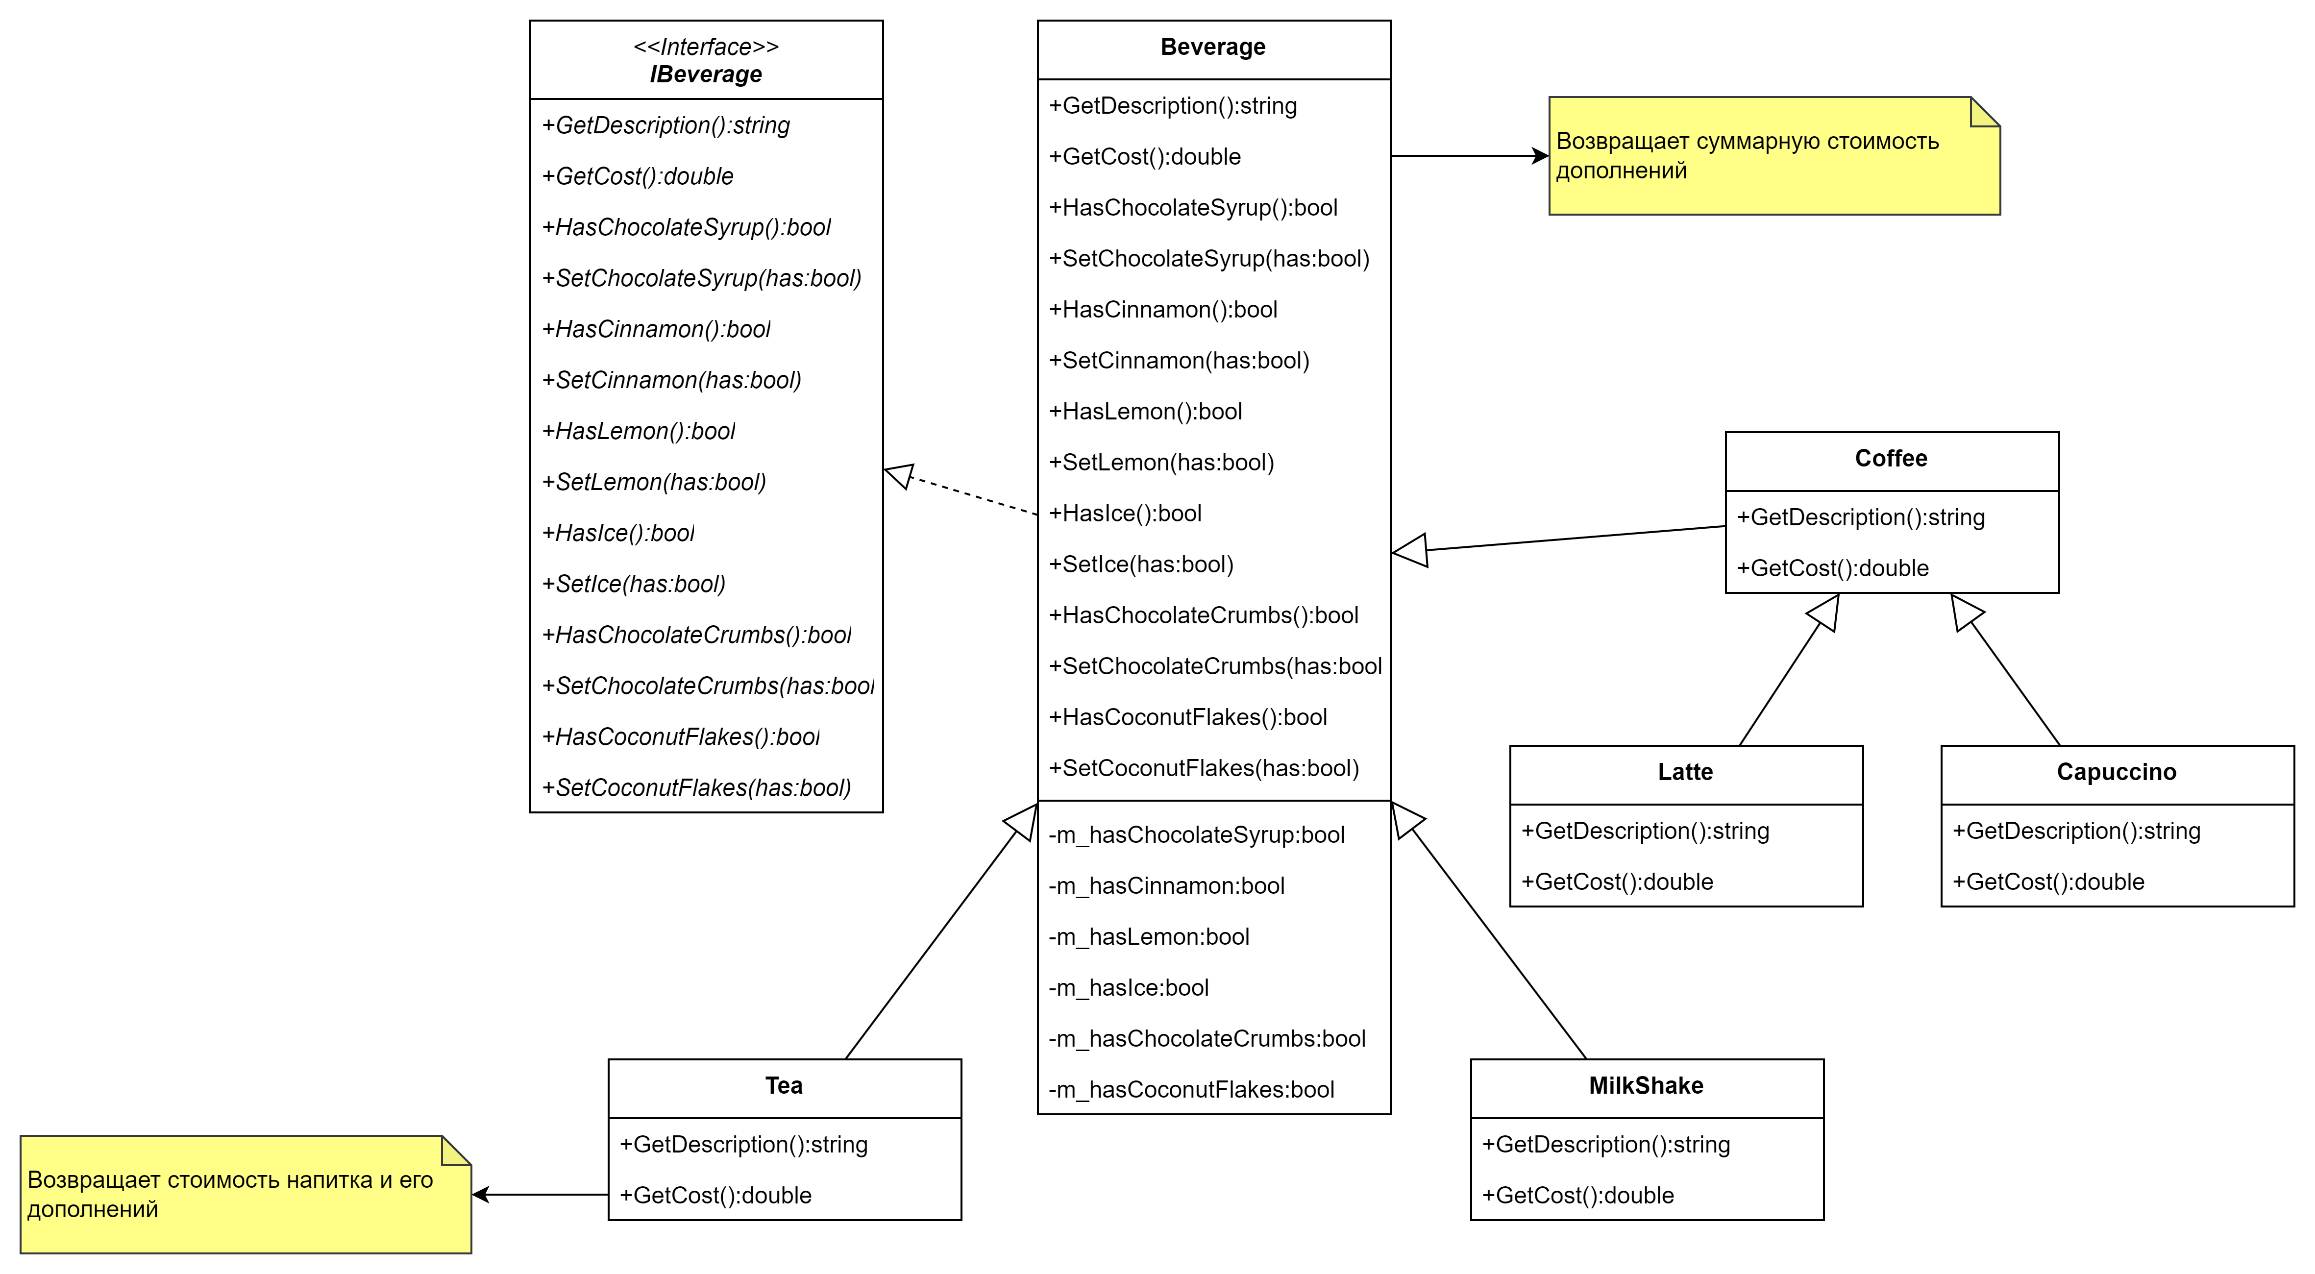 <<Interface>>
IBeverage
+GetDescription():string
+GetCost():double
+HasChocolateSyrup():bool
+SetChocolateSyrup(has:bool)
+HasCinnamon():bool
+SetCinnamon(has:bool)
+HasLemon():bool
+SetLemon(has:bool)
+HasIce():bool
+SetIce(has:bool)
+HasChocolateCrumbs():bool
+SetChocolateCrumbs(has:bool
+HasCoconutFlakes():bool
+SetCoconutFlakes(has:bool)
Beverage
+GetDescription():string
+GetCost():double
+HasChocolateSyrup():bool
+SetChocolateSyrup(has:bool)
+HasCinnamon():bool
+SetCinnamon(has:bool)
+HasLemon():bool
+SetLemon(has:bool)
+HasIce():bool
+SetIce(has:bool)
+HasChocolateCrumbs():bool
+SetChocolateCrumbs(has:bool
+HasCoconutFlakes():bool
+SetCoconutFlakes(has:bool)
-m_hasChocolateSyrup:bool
-m_hasCinnamon:bool
-m_hasLemon:bool
-m_hasIce:bool
-m_hasChocolateCrumbs:bool
-m_hasCoconutFlakes:bool
Возвращает суммарную стоимость
дополнений
Coffee
+GetDescription():string
+GetCost():double
Latte
+GetDescription():string
+GetCost():double
Capuccino
+GetDescription():string
+GetCost():double
Tea
+GetDescription():string
+GetCost():double
Возвращает стоимость напитка и его
дополнений
MilkShake
+GetDescription():string
+GetCost():double